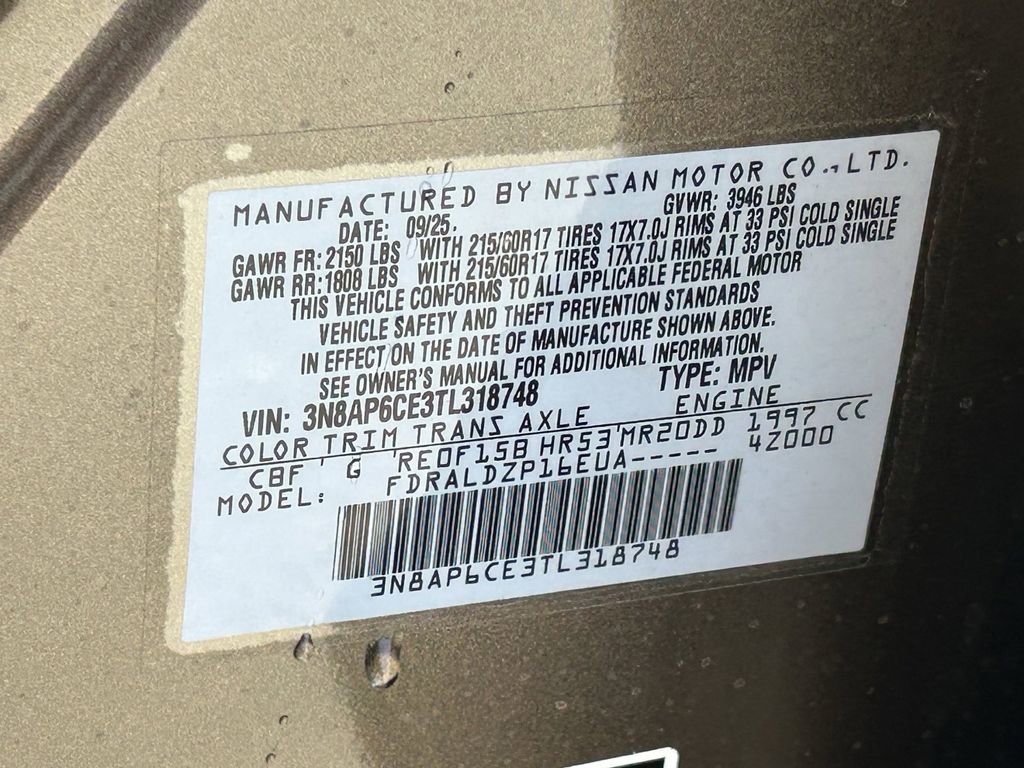 MANUFACTURED BY NISSAN MOTOR CO.,LTD.
DATE: 09/25. GVWR: 3946 LBS
GAWR FR: 2150 LBS WITH 215/60R17 TIRES 17X7.0J RIMS AT 33 PSI COLD SINGLE
GAWR RR: 1808 LBS WITH 215/60R17 TIRES 17X7.0J RIMS AT 33 PSI COLD SINGLE
THIS VEHICLE CONFORMS TO ALL APPLICABLE FEDERAL MOTOR
VEHICLE SAFETY AND THEFT PREVENTION STANDARDS
IN EFFECT ON THE DATE OF MANUFACTURE SHOWN ABOVE.
SEE OWNER'S MANUAL FOR ADDITIONAL INFORMATION.
VIN: 3N8AP6CE3TL318748 TYPE: MPV
COLOR TRIM TRANS AXLE ENGINE
CBF G RE0F15B HR53 MR20DD 1997 CC
MODEL: FDRALDZP16EUA----- 4Z000
3N8AP6CE3TL318748